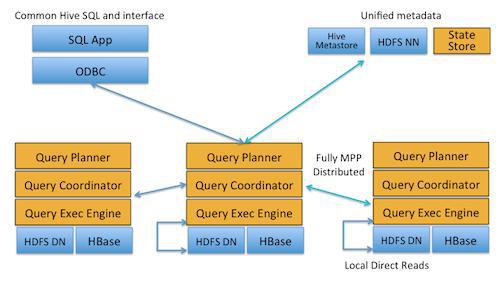 Common Hive SQL and interface
SQL App
ODBC
Unified metadata
Hive
Metastore
HDFS NN
State
Store
Query Planner
Query Coordinator
Query Exec Engine
HDFS DN
HBase
Query Planner
Query Coordinator
Query Exec Engine
HDFS DN
HBase
Fully MPP
Distributed
Query Planner
Query Coordinator
Query Exec Engine
HDFS DN
HBase
Local Direct Reads